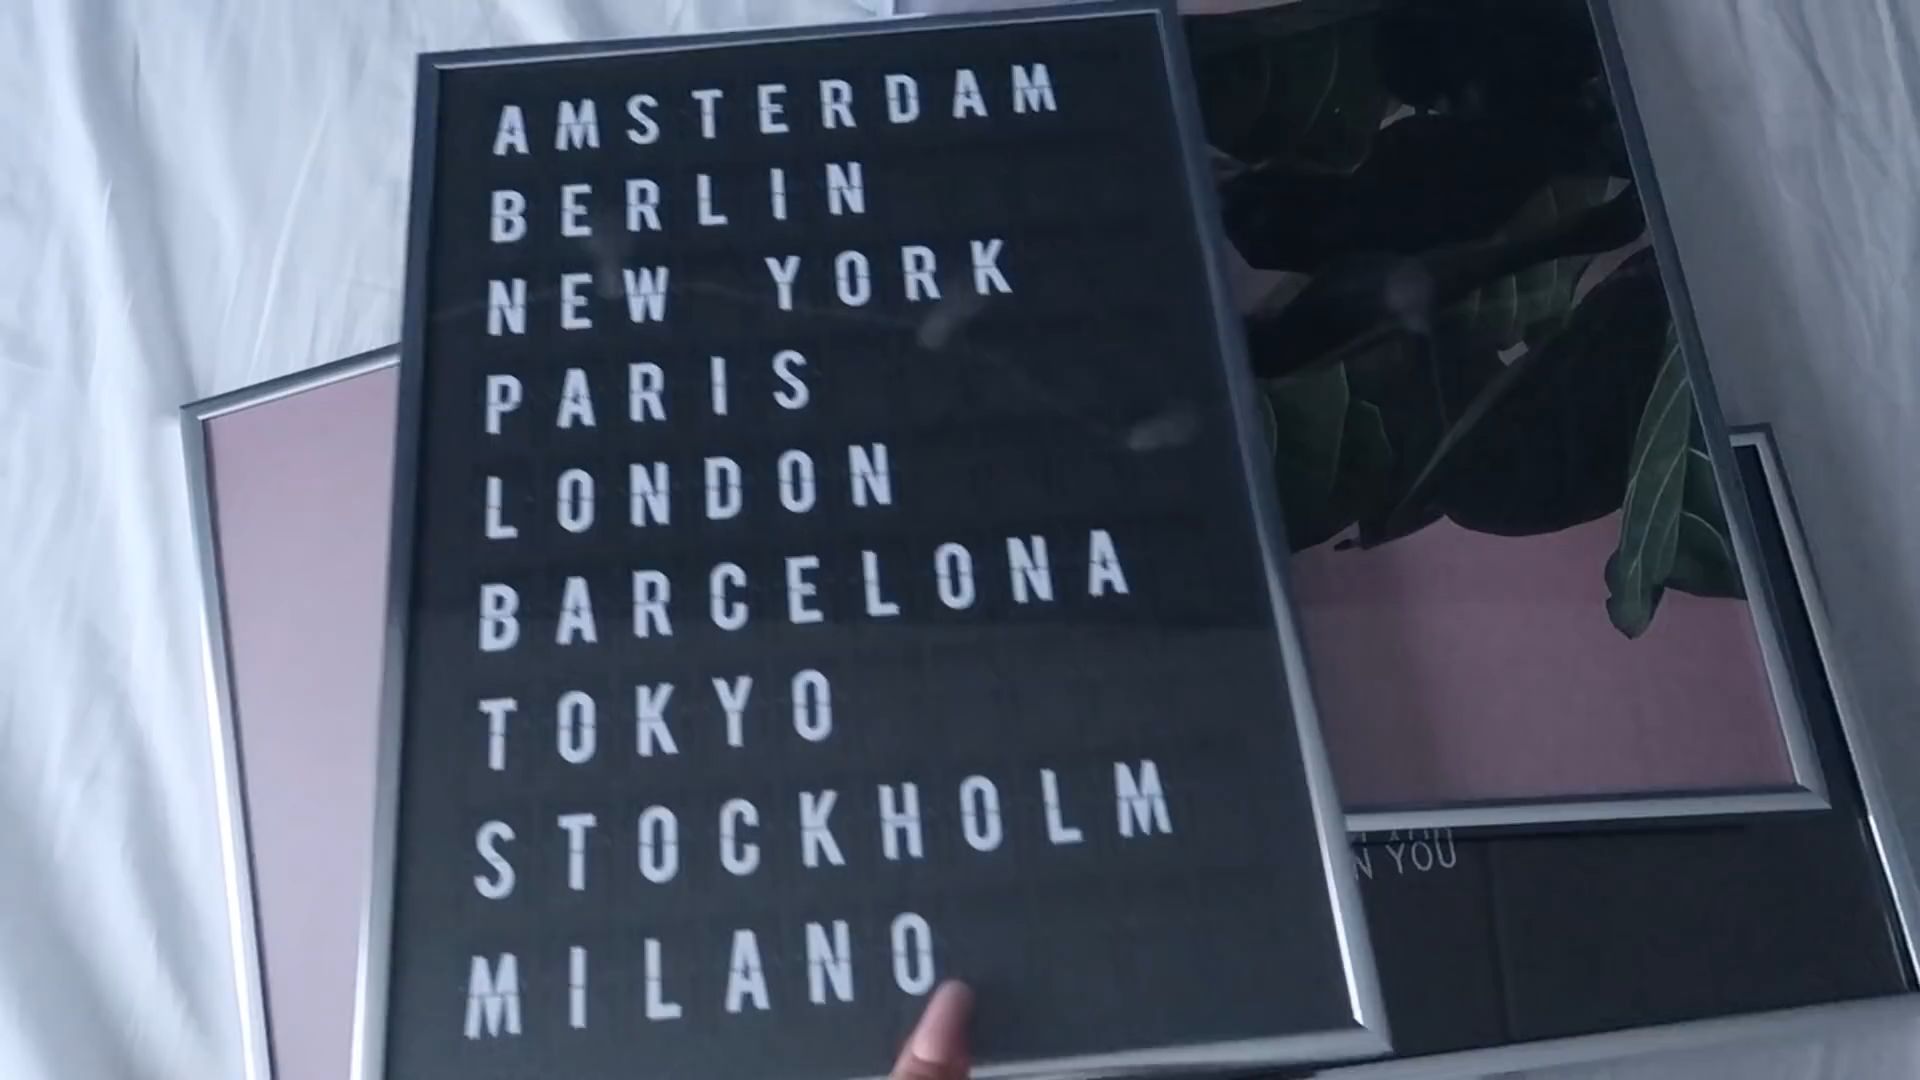 AMSTERDAM
BERLIN
NEW YORK
PARIS
LONDON
BARCELONA
TOKYO
STOCKHOLM
MILANO
YOU